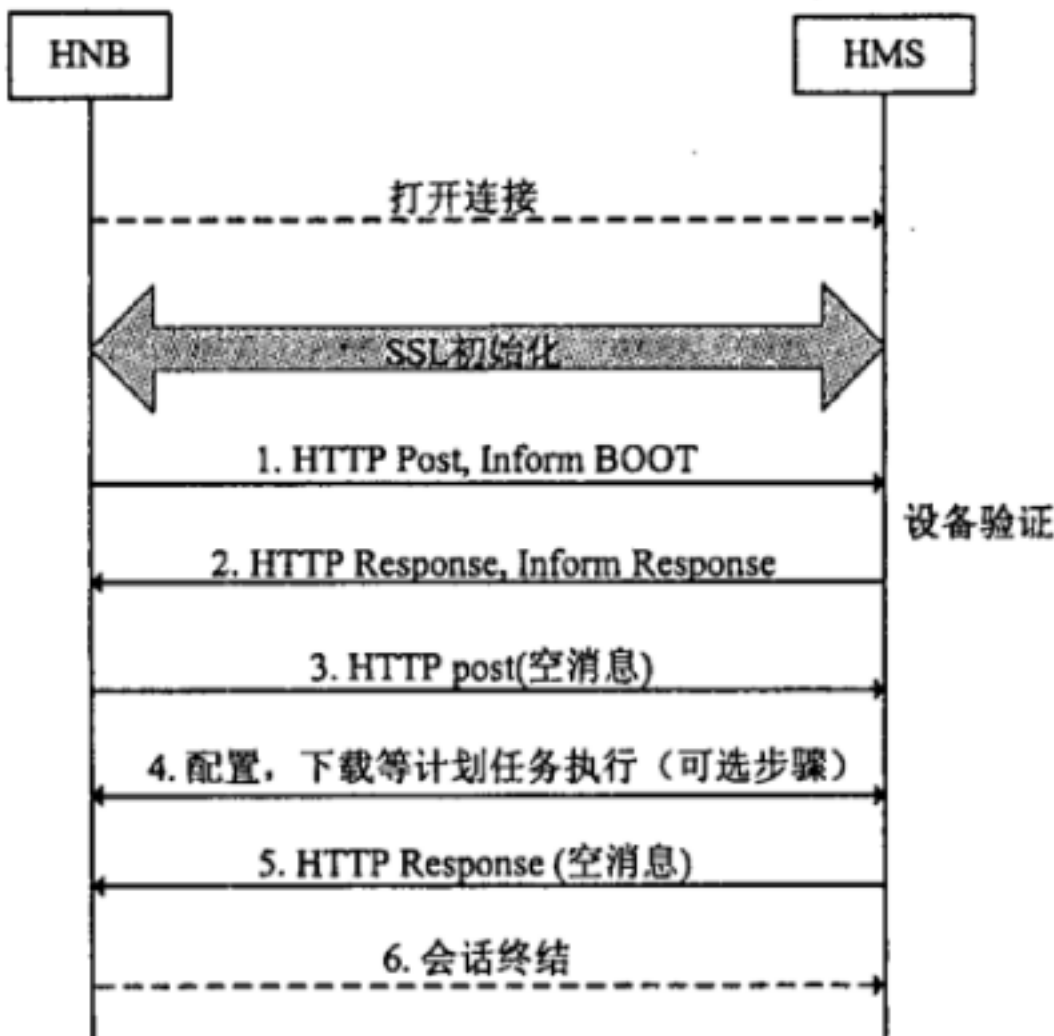 HNB
HMS
打开连接
SSL初始化
1. HTTP Post, Inform BOOT
设备验证
2. HTTP Response, Inform Response
3. HTTP post(空消息)
4. 配置，下载等计划任务执行（可选步骤）
5. HTTP Response (空消息)
6. 会话终结